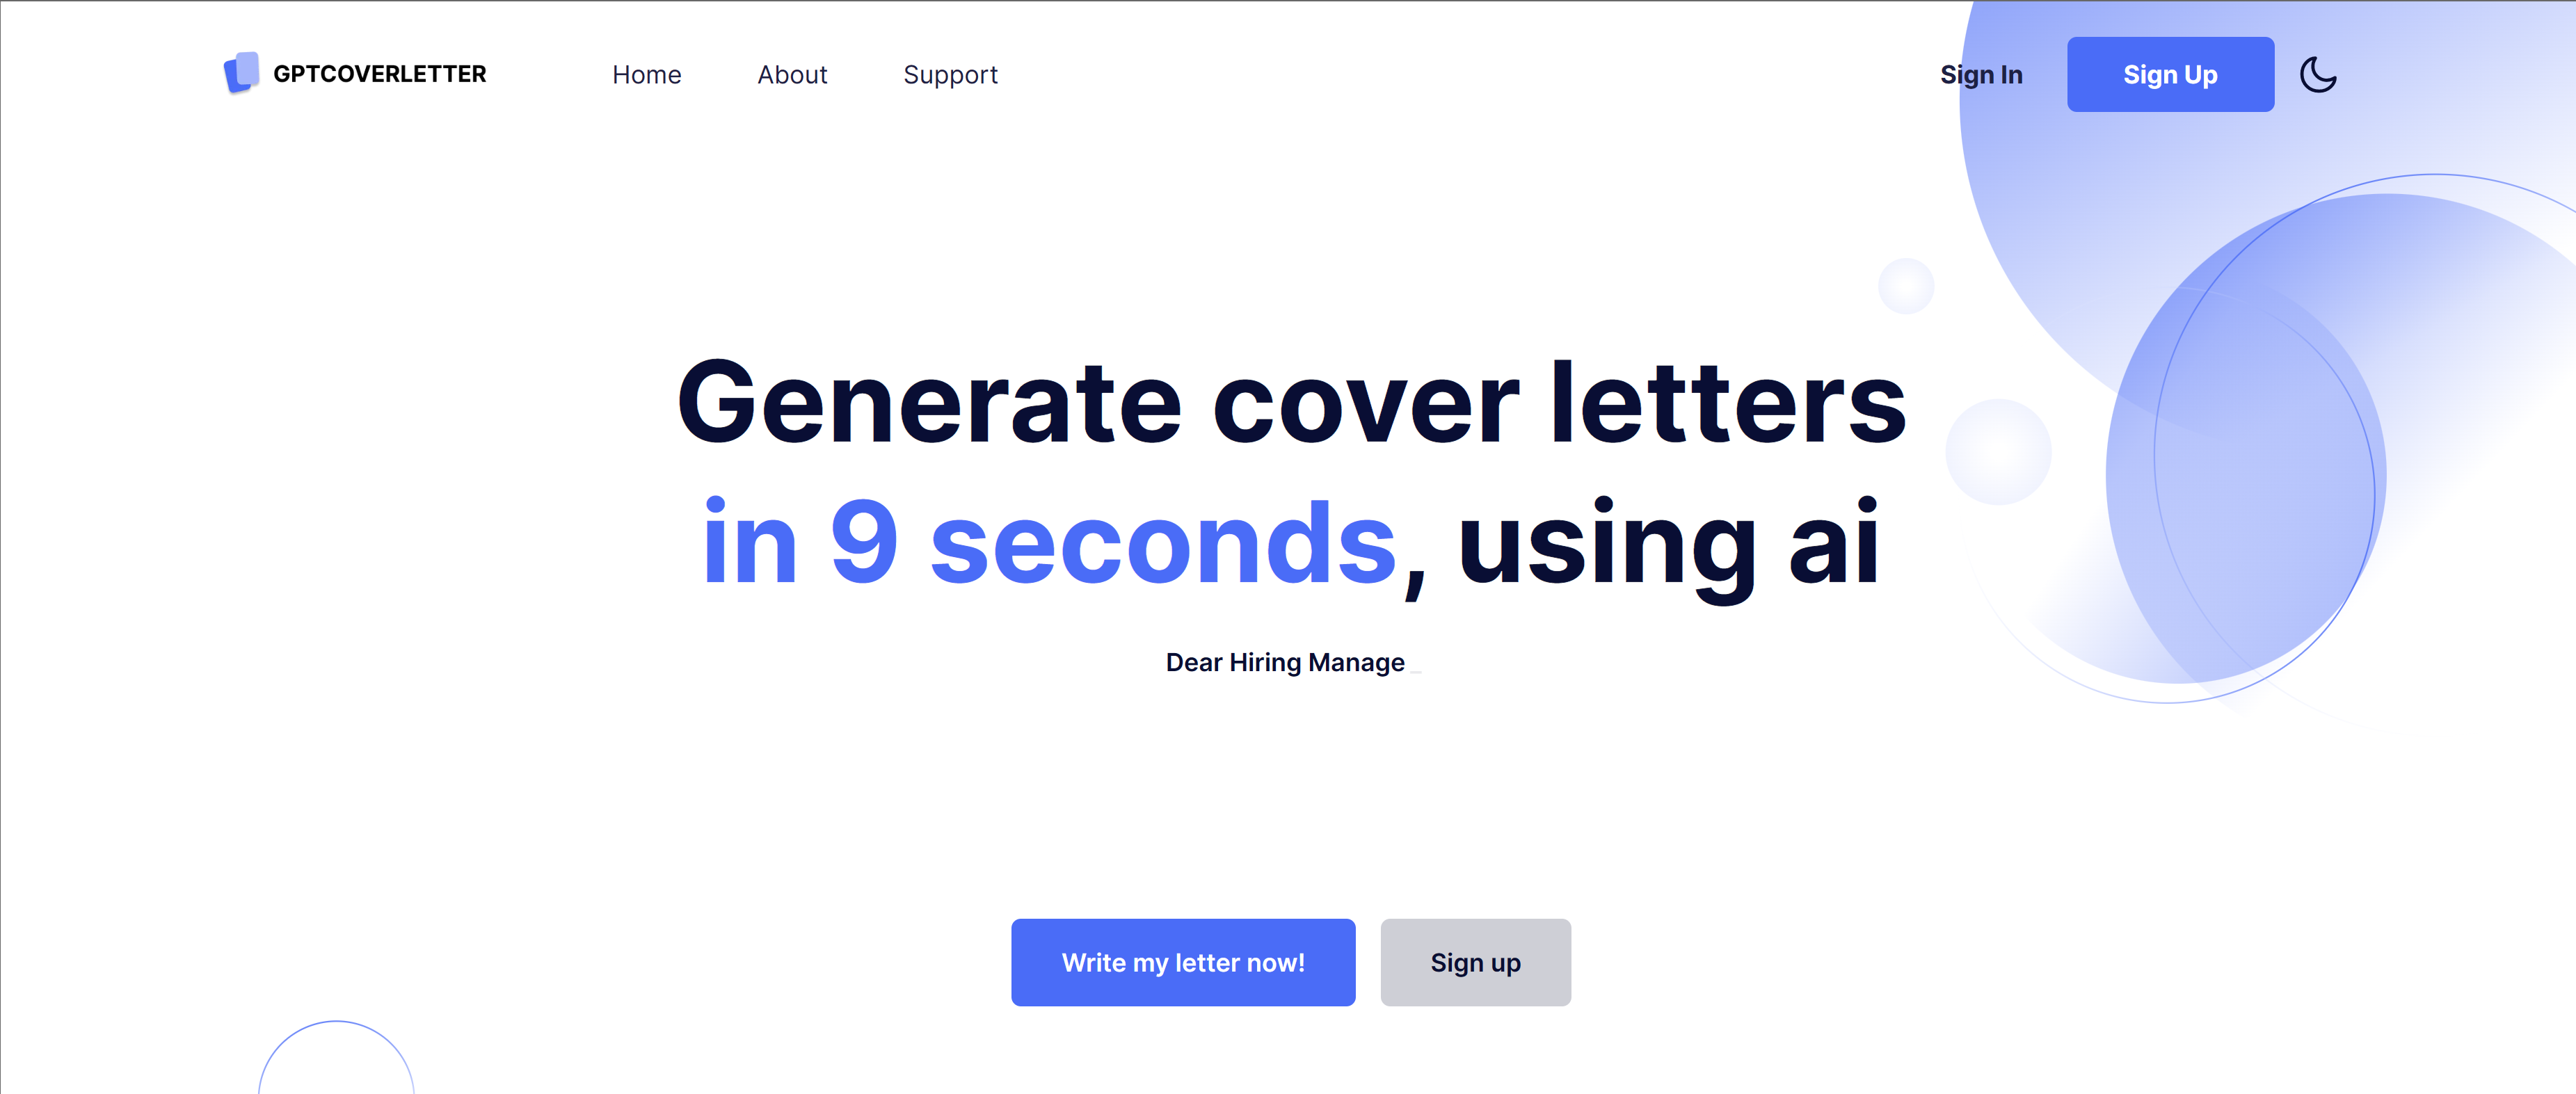 GPTCOVERLETTER
Home About Support
Sign In Sign Up
Generate cover letters
in 9 seconds, using ai
Dear Hiring Manage_
Write my letter now! Sign up